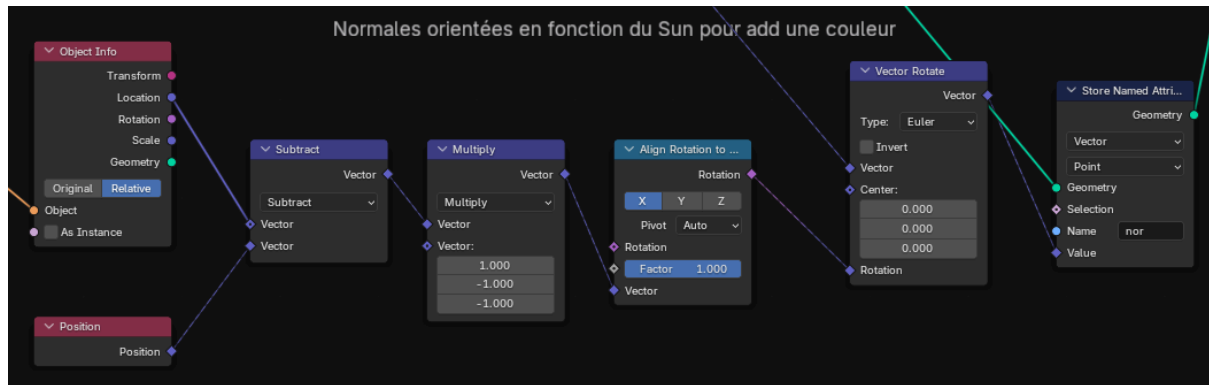 Normales orientées en fonction du Sun pour add une couleur
Object Info
Transform
Location
Rotation
Scale
Geometry
Original Relative
Object
As Instance
Position
Position
Subtract
Vector
Subtract
Vector
Vector
Multiply
Vector
Multiply
Vector
Vector:
1.000
-1.000
-1.000
Align Rotation to ...
Rotation
X Y Z
Pivot Auto
Rotation
Factor 1.000
Vector
Vector Rotate
Vector
Type: Euler
Invert
Vector
Center:
0.000
0.000
0.000
Rotation
Store Named Attri...
Geometry
Vector
Point
Geometry
Selection
Name nor
Value